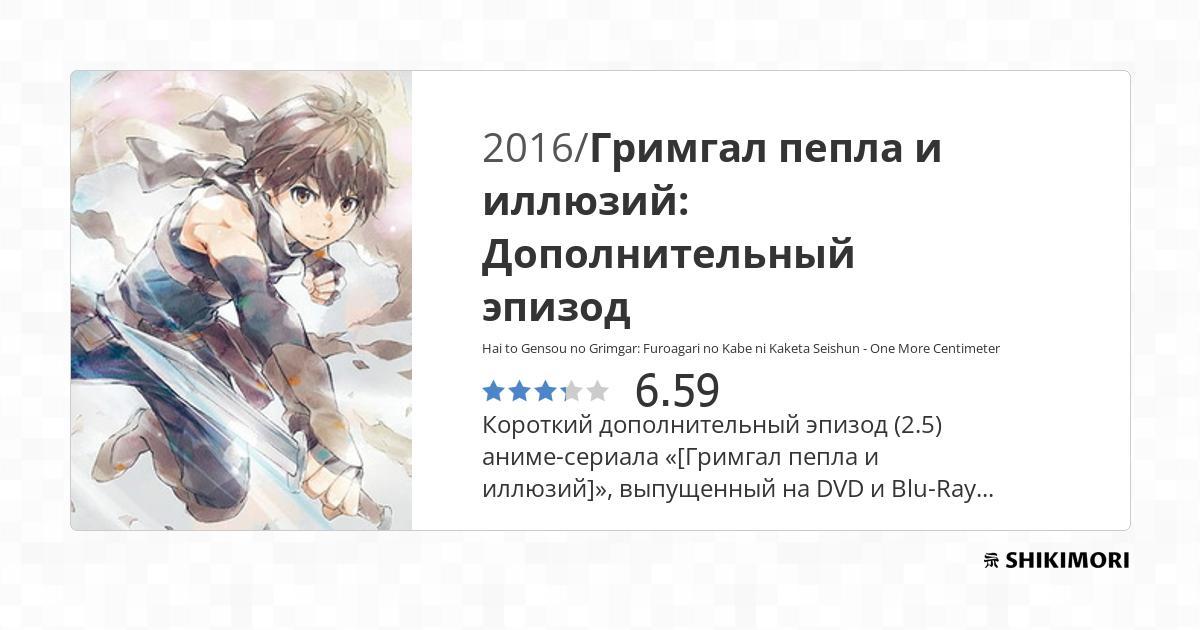 2016/Гримгал пепла и
иллюзий:
Дополнительный
эпизод
Hai to Gensou no Grimgar: Furoagari no Kabe ni Kaketa Seishun - One More Centimeter
6.59
Короткий дополнительный эпизод (2.5)
аниме-сериала «[Гримгал пепла и
иллюзий]», выпущенный на DVD и Blu-Ray...
SHIKIMORI